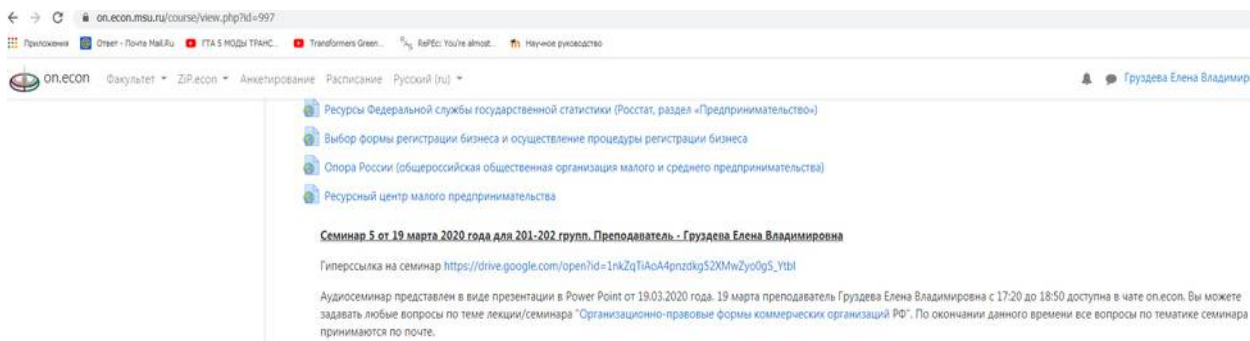 on.econ.msu.ru/course/view.php?id=997
Приложения Ответ - Почта Mail.Ru ГТА 5 МОДЫ ТРАНС... Transformers Green... RePEc: You're almost... Научное руководство
on.econ Факультет ZiP.econ Анкетирование Расписание Русский (ru) Груздева Елена Владимир
Ресурсы Федеральной службы государственной статистики (Росстат, раздел «Предпринимательство»)
Выбор формы регистрации бизнеса и осуществление процедуры регистрации бизнеса
Опора России (общероссийская общественная организация малого и среднего предпринимательства)
Ресурсный центр малого предпринимательства
Семинар 5 от 19 марта 2020 года для 201-202 групп. Преподаватель - Груздева Елена Владимировна
Гиперссылка на семинар https://drive.google.com/open?id=1nkZqTiAoA4pnzdkg52XMwZyo0gS_YtbI
Аудиосеминар представлен в виде презентации в Power Point от 19.03.2020 года. 19 марта преподаватель Груздева Елена Владимировна с 17:20 до 18:50 доступна в чате on.econ. Вы можете
задавать любые вопросы по теме лекции/семинара "Организационно-правовые формы коммерческих организаций РФ". По окончании данного времени все вопросы по тематике семинара
принимаются по почте.